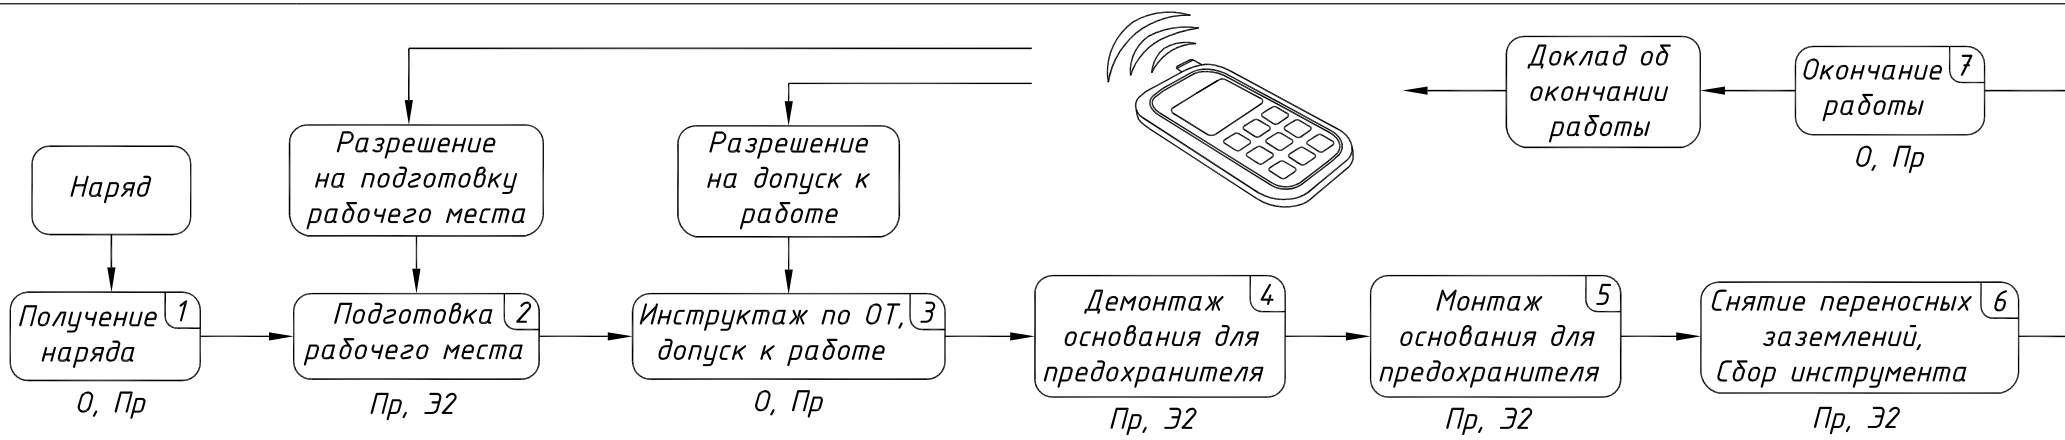 Наряд
Получение 1
наряда
О, Пр
Разрешение
на подготовку
рабочего места
Подготовка 2
рабочего места
Пр, Э2
Разрешение
на допуск к
работе
Инструктаж по ОТ, 3
допуск к работе
О, Пр
Демонтаж 4
основания для
предохранителя
Пр, Э2
Монтаж 5
основания для
предохранителя
Пр, Э2
Снятие переносных 6
заземлений,
Сбор инструмента
Пр, Э2
Окончание 7
работы
О, Пр
Доклад об
окончании
работы